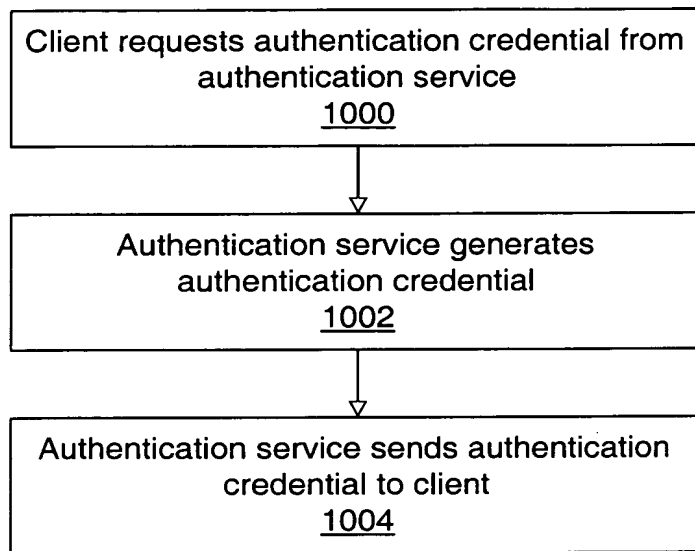 Client requests authentication credential from
authentication service
1000
Authentication service generates
authentication credential
1002
Authentication service sends authentication
credential to client
1004